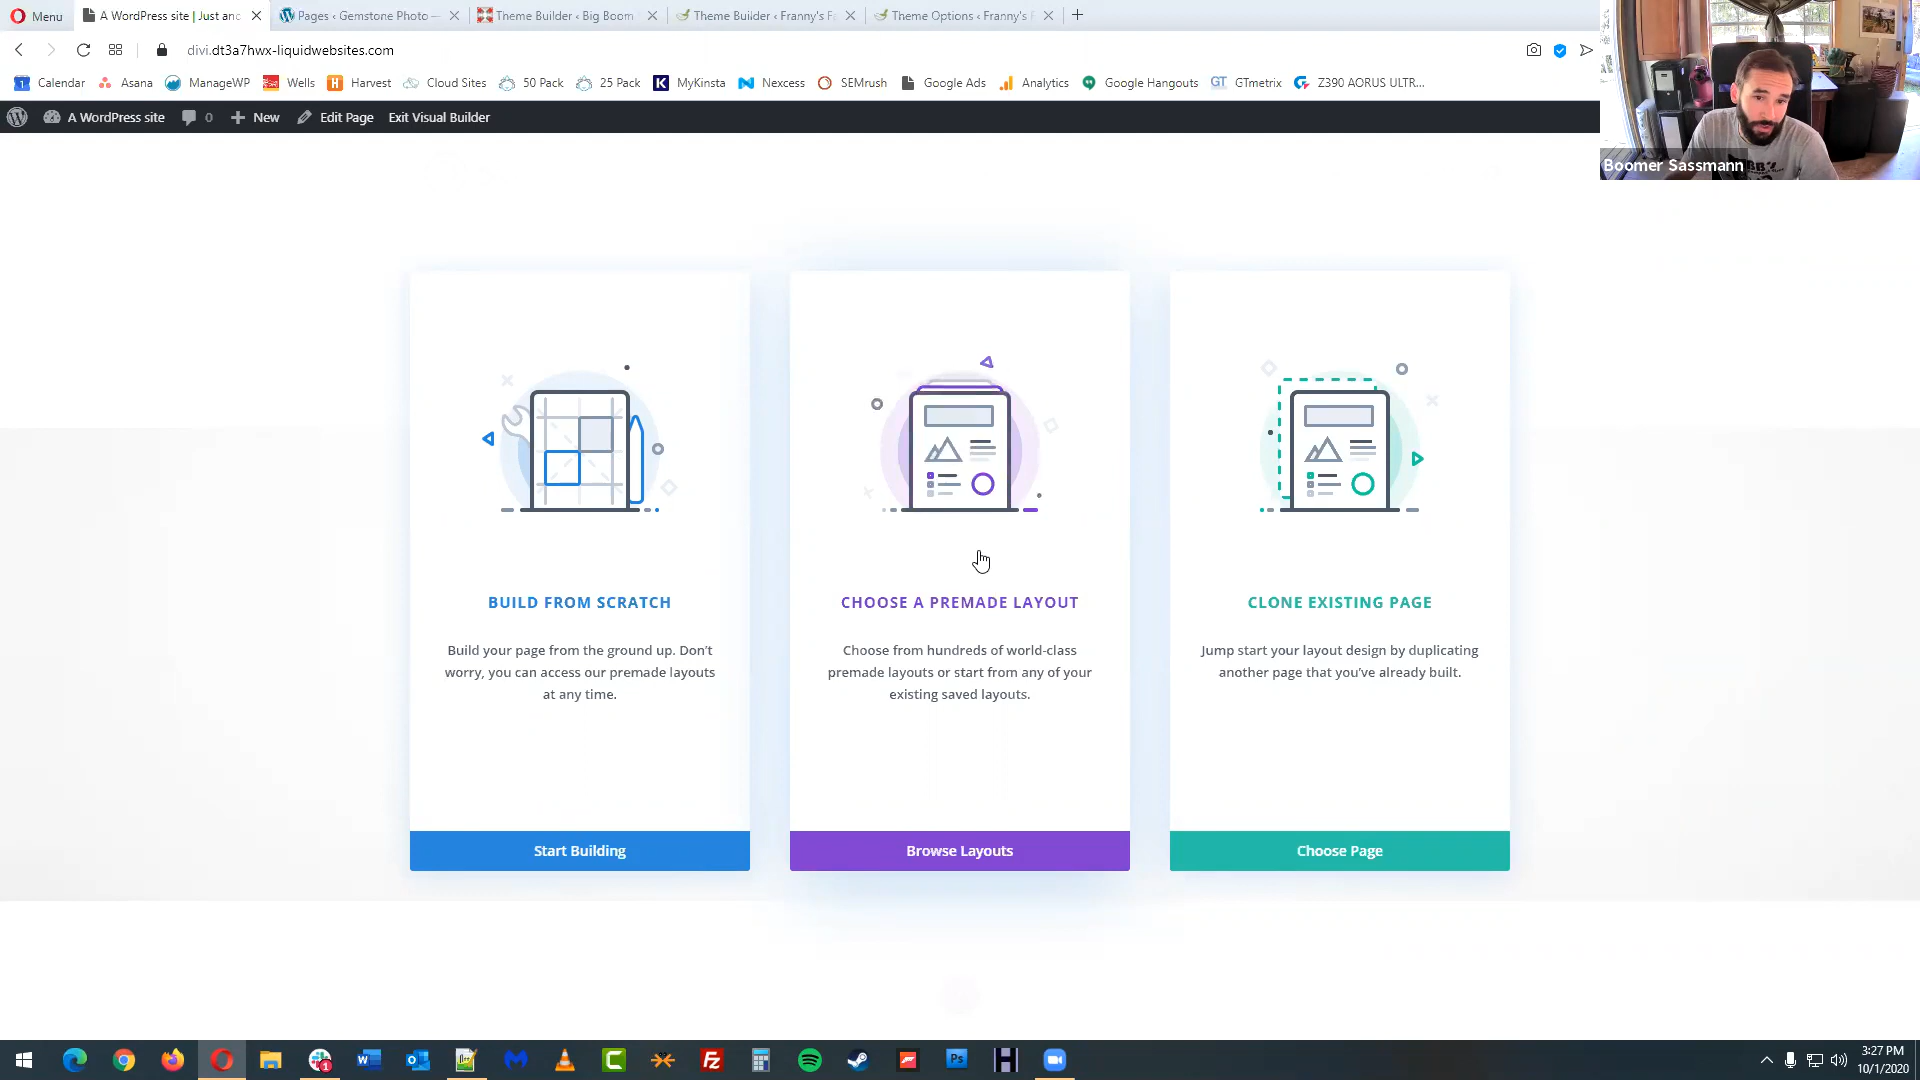 Menu
A WordPress site | Just and
Pages ‹ Gemstone Photo —
Theme Builder ‹ Big Boom
Theme Builder ‹ Franny's F
Theme Options ‹ Franny's F
divi.dt3a7hwx-liquidwebsites.com
Calendar
Asana
ManageWP
Wells
Harvest
Cloud Sites
50 Pack
25 Pack
MyKinsta
Nexcess
SEMrush
Google Ads
Analytics
Google Hangouts
GT GTmetrix
Z390 AORUS ULTR...
A WordPress site
0
New
Edit Page
Exit Visual Builder
Boomer Sassmann
BUILD FROM SCRATCH
Build your page from the ground up. Don't
worry, you can access our premade layouts
at any time.
Start Building
CHOOSE A PREMADE LAYOUT
Choose from hundreds of world-class
premade layouts or start from any of your
existing saved layouts.
Browse Layouts
CLONE EXISTING PAGE
Jump start your layout design by duplicating
another page that you've already built.
Choose Page
3:27 PM
10/1/2020